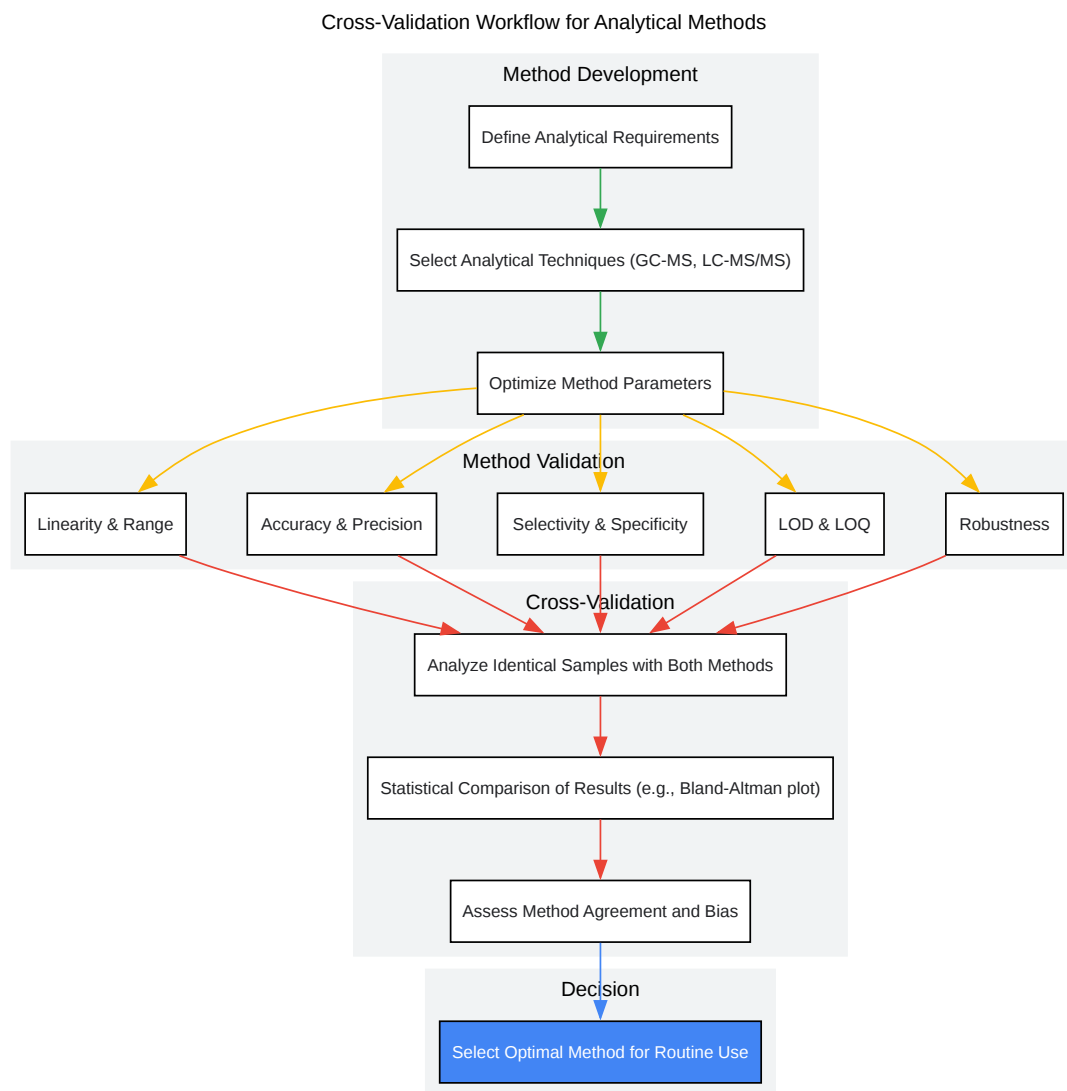 Cross-Validation Workflow for Analytical Methods
Method Development
Define Analytical Requirements
Select Analytical Techniques (GC-MS, LC-MS/MS)
Optimize Method Parameters
Method Validation
Linearity & Range
Accuracy & Precision
Selectivity & Specificity
LOD & LOQ
Robustness
Cross-Validation
Analyze Identical Samples with Both Methods
Statistical Comparison of Results (e.g., Bland-Altman plot)
Assess Method Agreement and Bias
Decision
Select Optimal Method for Routine Use